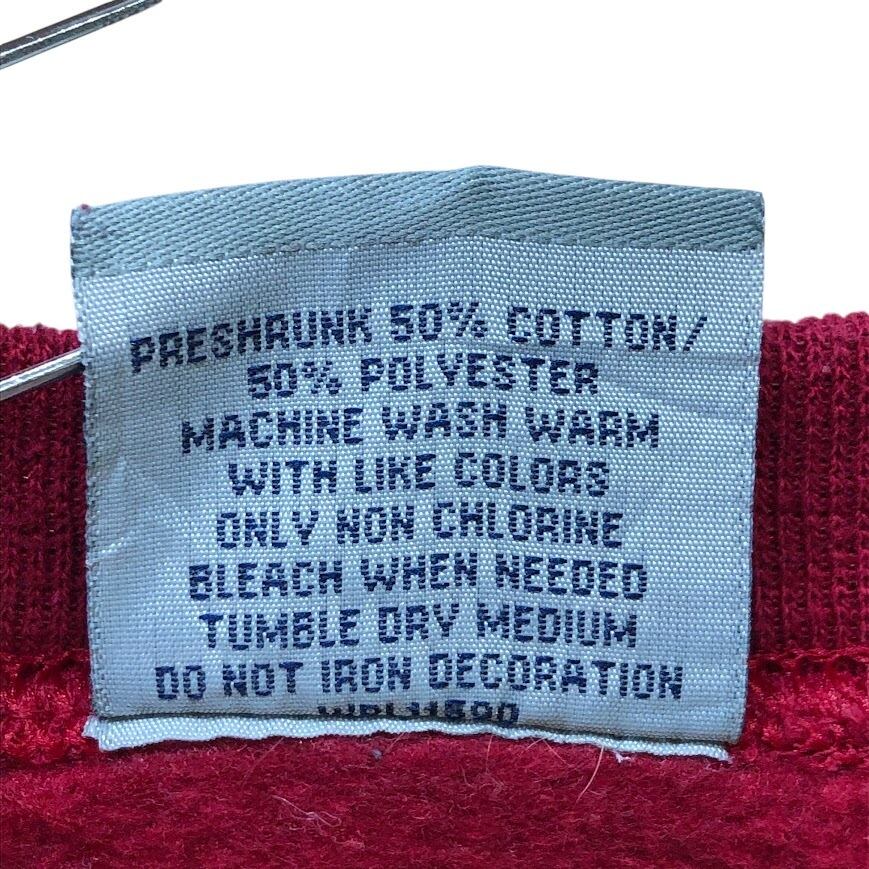 PRESHRUNK 50% COTTON/
50% POLYESTER
MACHINE WASH WARM
WITH LIKE COLORS
ONLY NON CHLORINE
BLEACH WHEN NEEDED
TUMBLE DRY MEDIUM
DO NOT IRON DECORATION